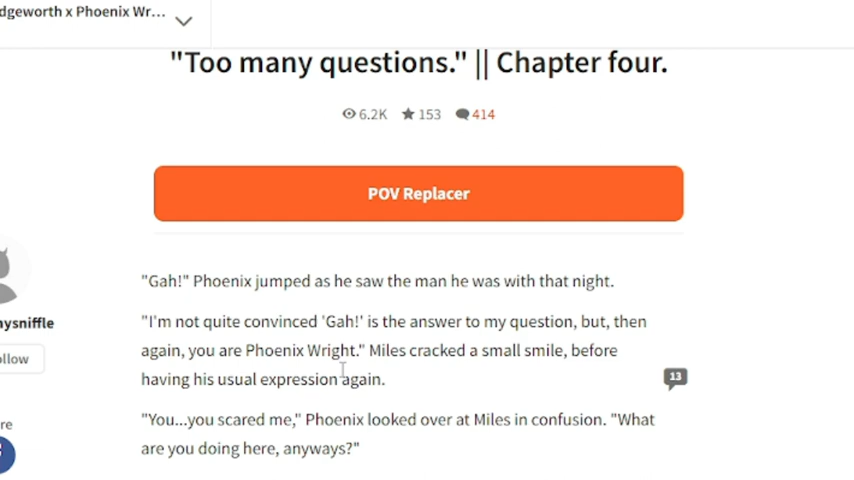 dgeworth x Phoenix Wr...
"Too many questions." || Chapter four.
6.2K 153 414
POV Replacer
"Gah!" Phoenix jumped as he saw the man he was with that night.
"I'm not quite convinced 'Gah!' is the answer to my question, but, then
again, you are Phoenix Wright." Miles cracked a small smile, before
having his usual expression again.
13
nysniffle
ollow
"You...you scared me," Phoenix looked over at Miles in confusion. "What
are you doing here, anyways?"
re